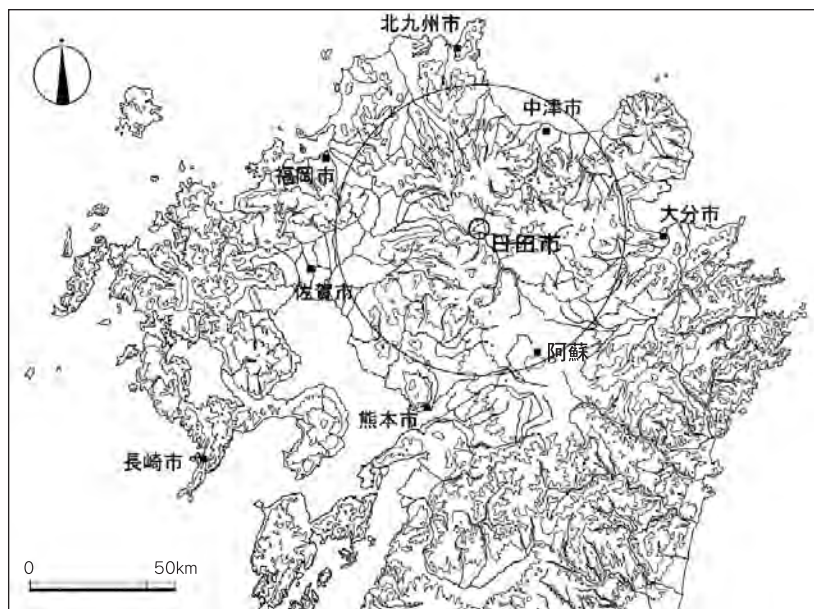 北九州市
中津市
福岡市
大分市
日田市
佐賀市
阿蘇
熊本市
長崎市
0 50km